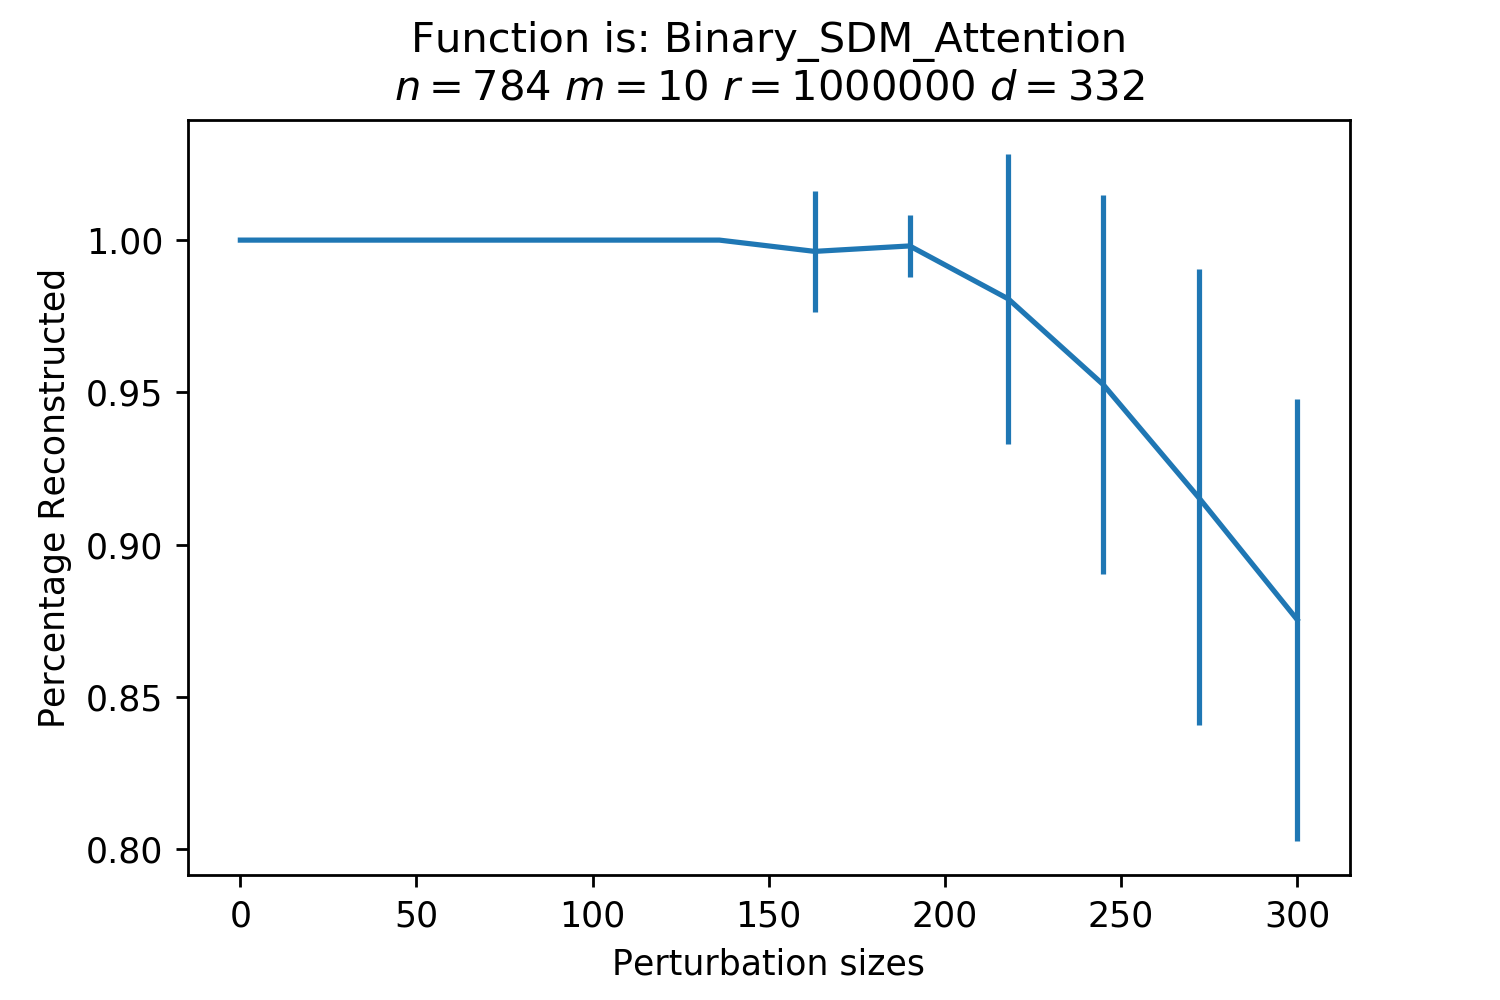 Function is: Binary_SDM_Attention
n = 784 m = 10 r = 1000000 d = 332
Percentage Reconstructed
1.00
0.95
0.90
0.85
0.80
0 50 100 150 200 250 300
Perturbation sizes